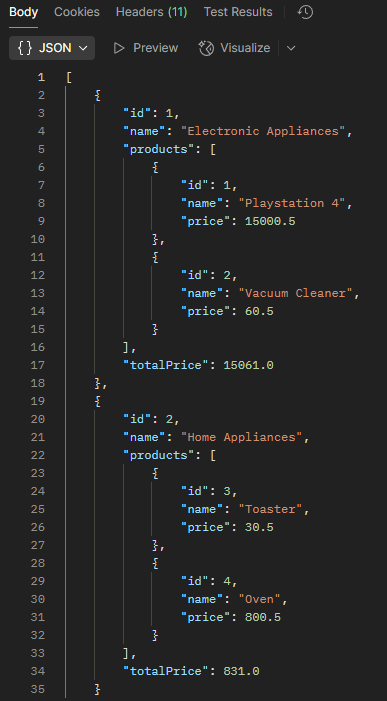 Body Cookies Headers (11) Test Results
{} JSON Preview Visualize
1 [
2 {
3 "id": 1,
4 "name": "Electronic Appliances",
5 "products": [
6 {
7 "id": 1,
8 "name": "Playstation 4",
9 "price": 15000.5
10 },
11 {
12 "id": 2,
13 "name": "Vacuum Cleaner",
14 "price": 60.5
15 }
16 ],
17 "totalPrice": 15061.0
18 },
19 {
20 "id": 2,
21 "name": "Home Appliances",
22 "products": [
23 {
24 "id": 3,
25 "name": "Toaster",
26 "price": 30.5
27 },
28 {
29 "id": 4,
30 "name": "Oven",
31 "price": 800.5
32 }
33 ],
34 "totalPrice": 831.0
35 }